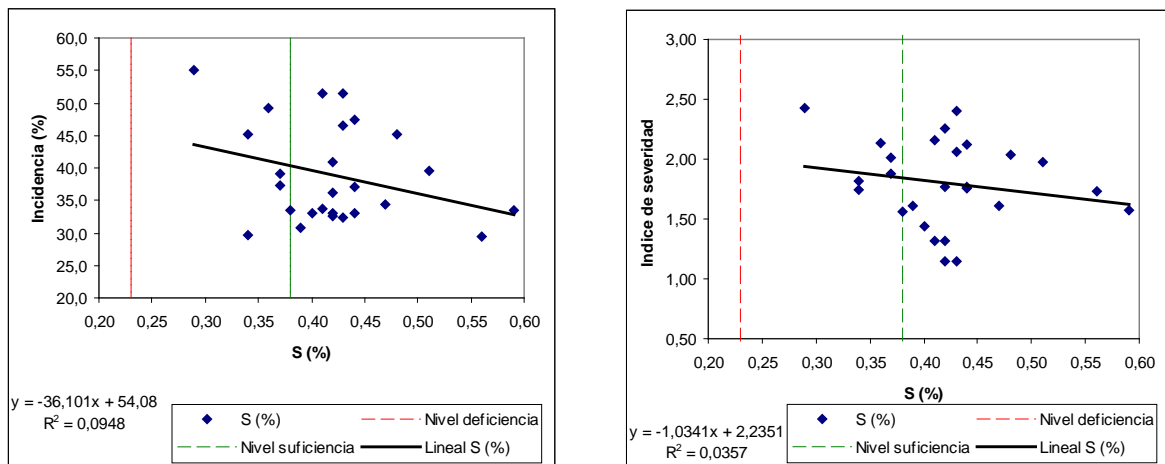 60,0
55,0
50,0
45,0
40,0
35,0
30,0
25,0
20,0
Incidencia (%)
0,20 0,25 0,30 0,35 0,40 0,45 0,50 0,55 0,60
S (%)
y = -36,101x + 54,08
R² = 0,0948
S (%) Nivel deficiencia
Nivel suficiencia Lineal S (%)
3,00
2,50
2,00
1,50
1,00
0,50
Indice de severidad
0,20 0,25 0,30 0,35 0,40 0,45 0,50 0,55 0,60
S (%)
y = -1,0341x + 2,2351
R² = 0,0357
S (%) Nivel deficiencia
Nivel suficiencia Lineal S (%)